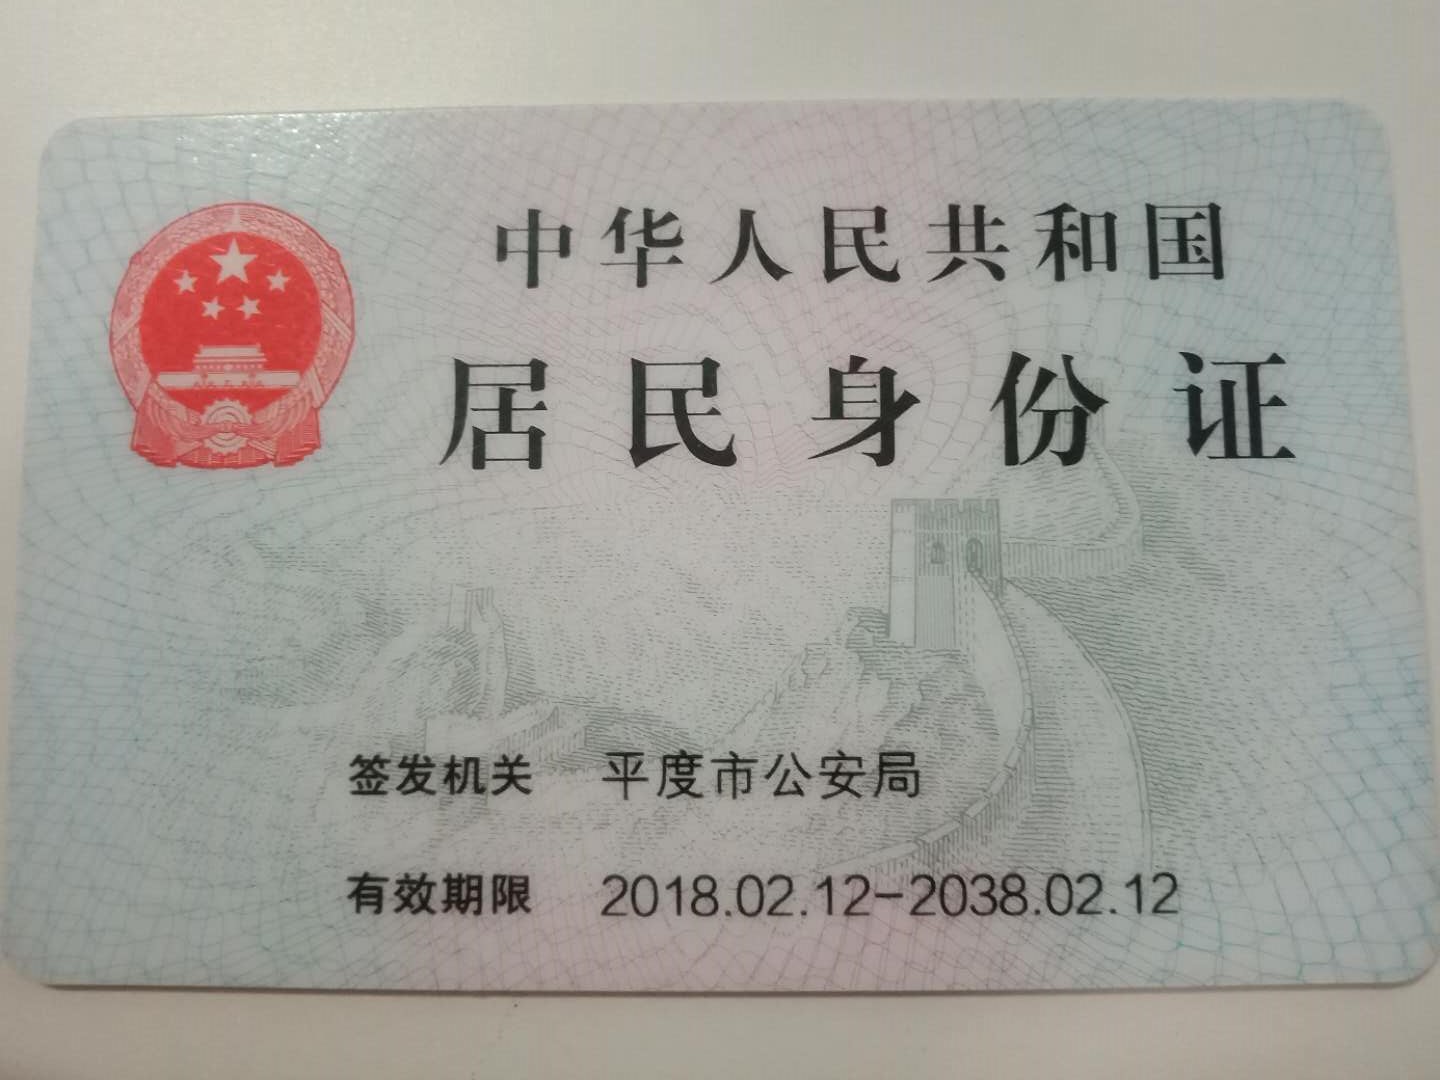 中华人民共和国
居民身份证
签发机关 平度市公安局
有效期限 2018.02.12-2038.02.12